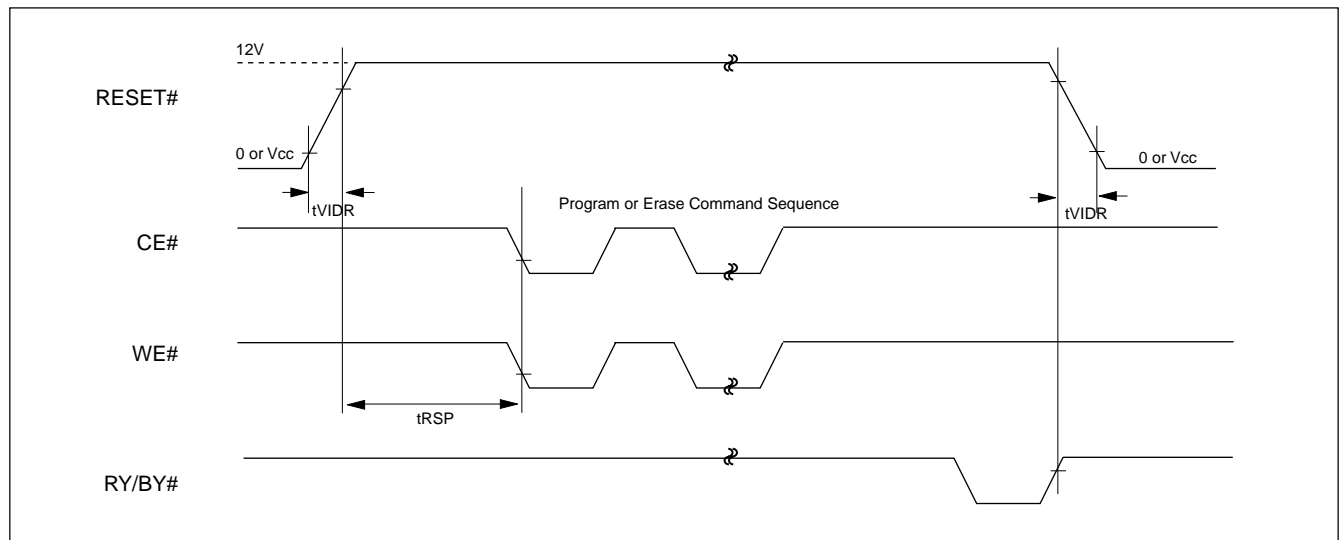 12V
RESET#
0 or Vcc
0 or Vcc
tVIDR
Program or Erase Command Sequence
tVIDR
CE#
WE#
tRSP
RY/BY#